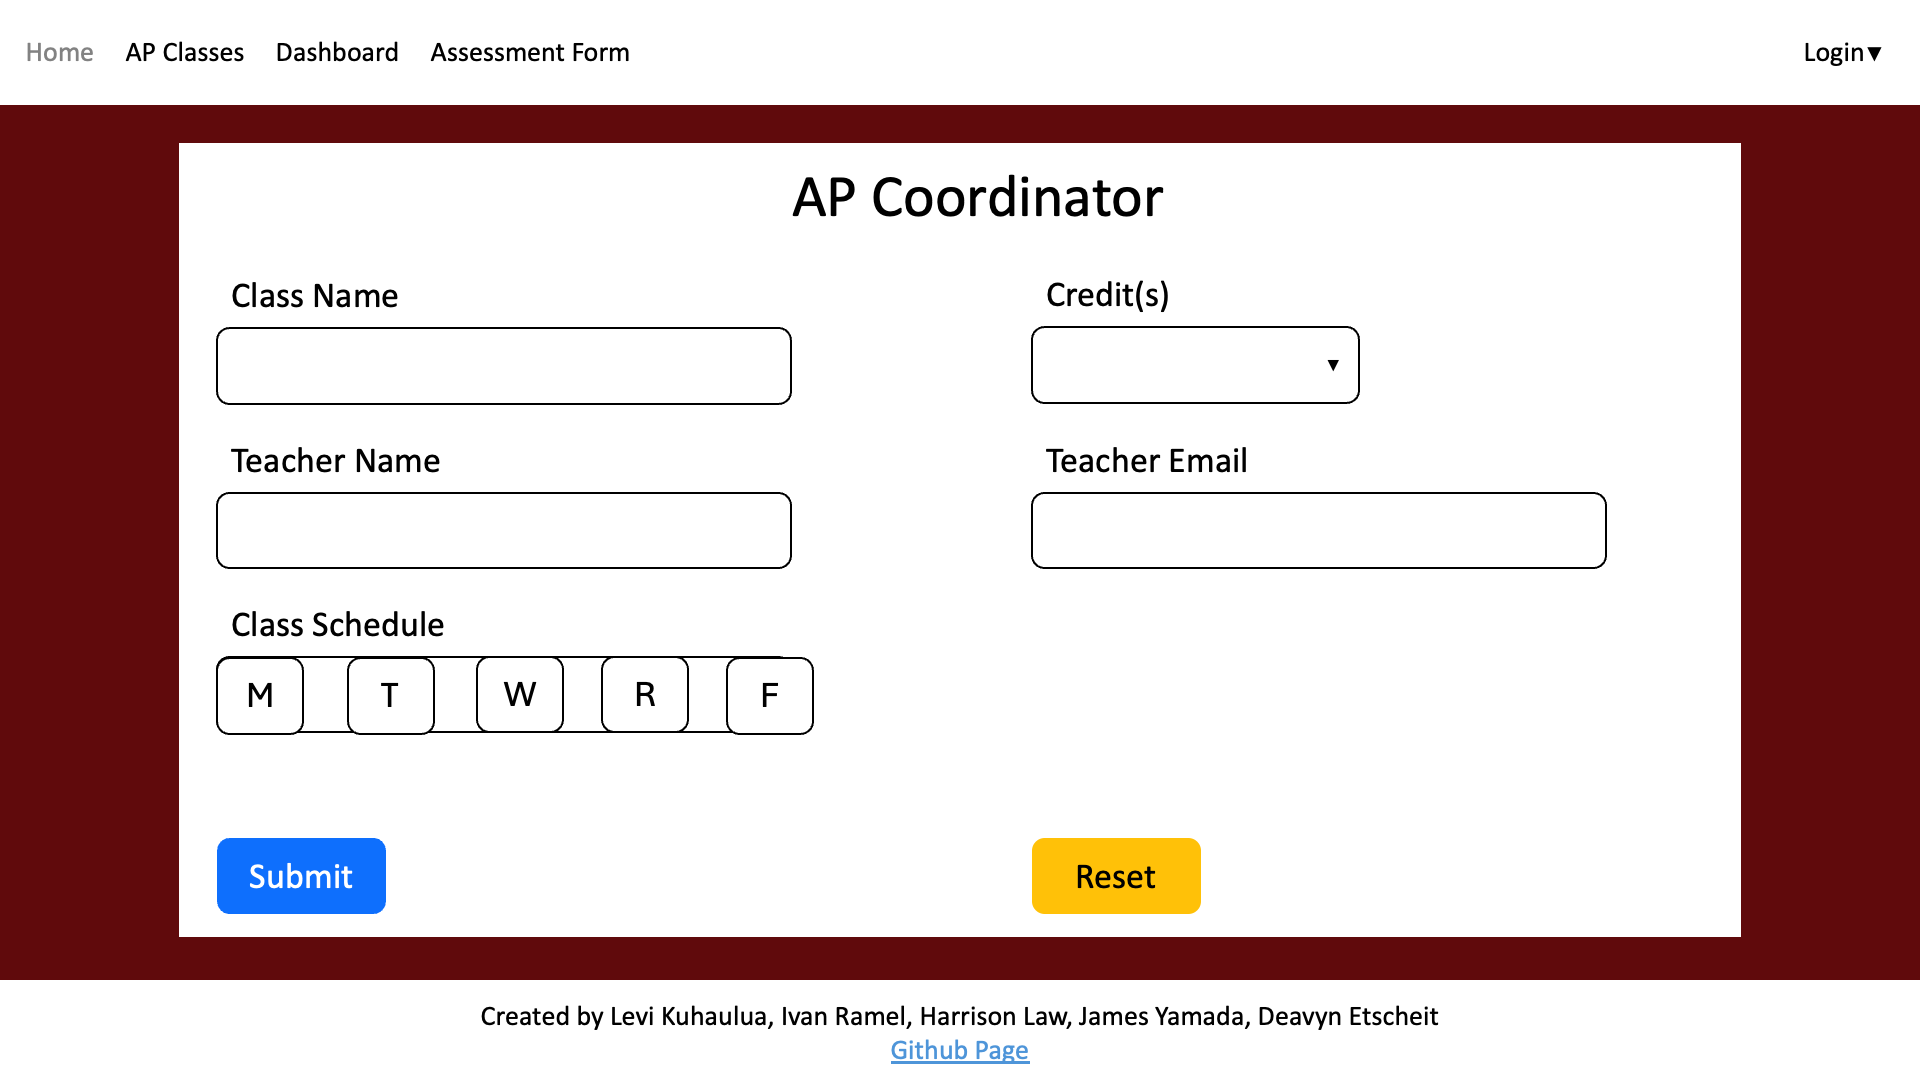 Home AP Classes Dashboard Assessment Form Login▼
AP Coordinator
Class Name Credit(s)
▼
Teacher Name Teacher Email
Class Schedule
M T W R F
Submit Reset
Created by Levi Kuhaulua, Ivan Ramel, Harrison Law, James Yamada, Deavyn Etscheit
Github Page